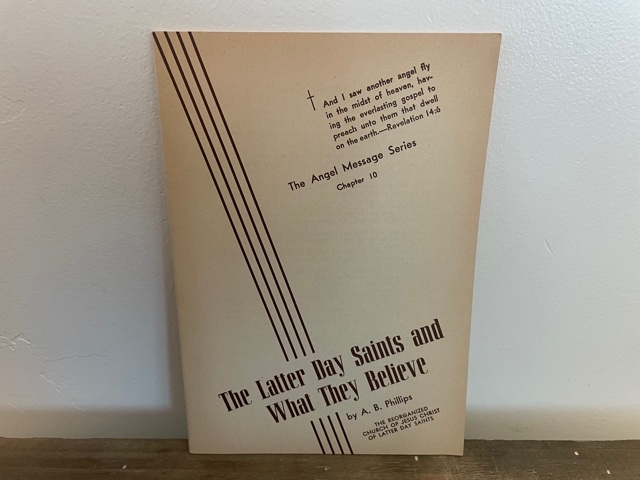 And I saw another angel fly
in the midst of heaven, hav-
ing the everlasting gospel to
preach unto them that dwell
on the earth.—Revelation 14:6
The Angel Message Series
Chapter 10
The Latter Day Saints and
What They Believe
by A. B. Phillips
THE REORGANIZED
CHURCH OF JESUS CHRIST
OF LATTER DAY SAINTS